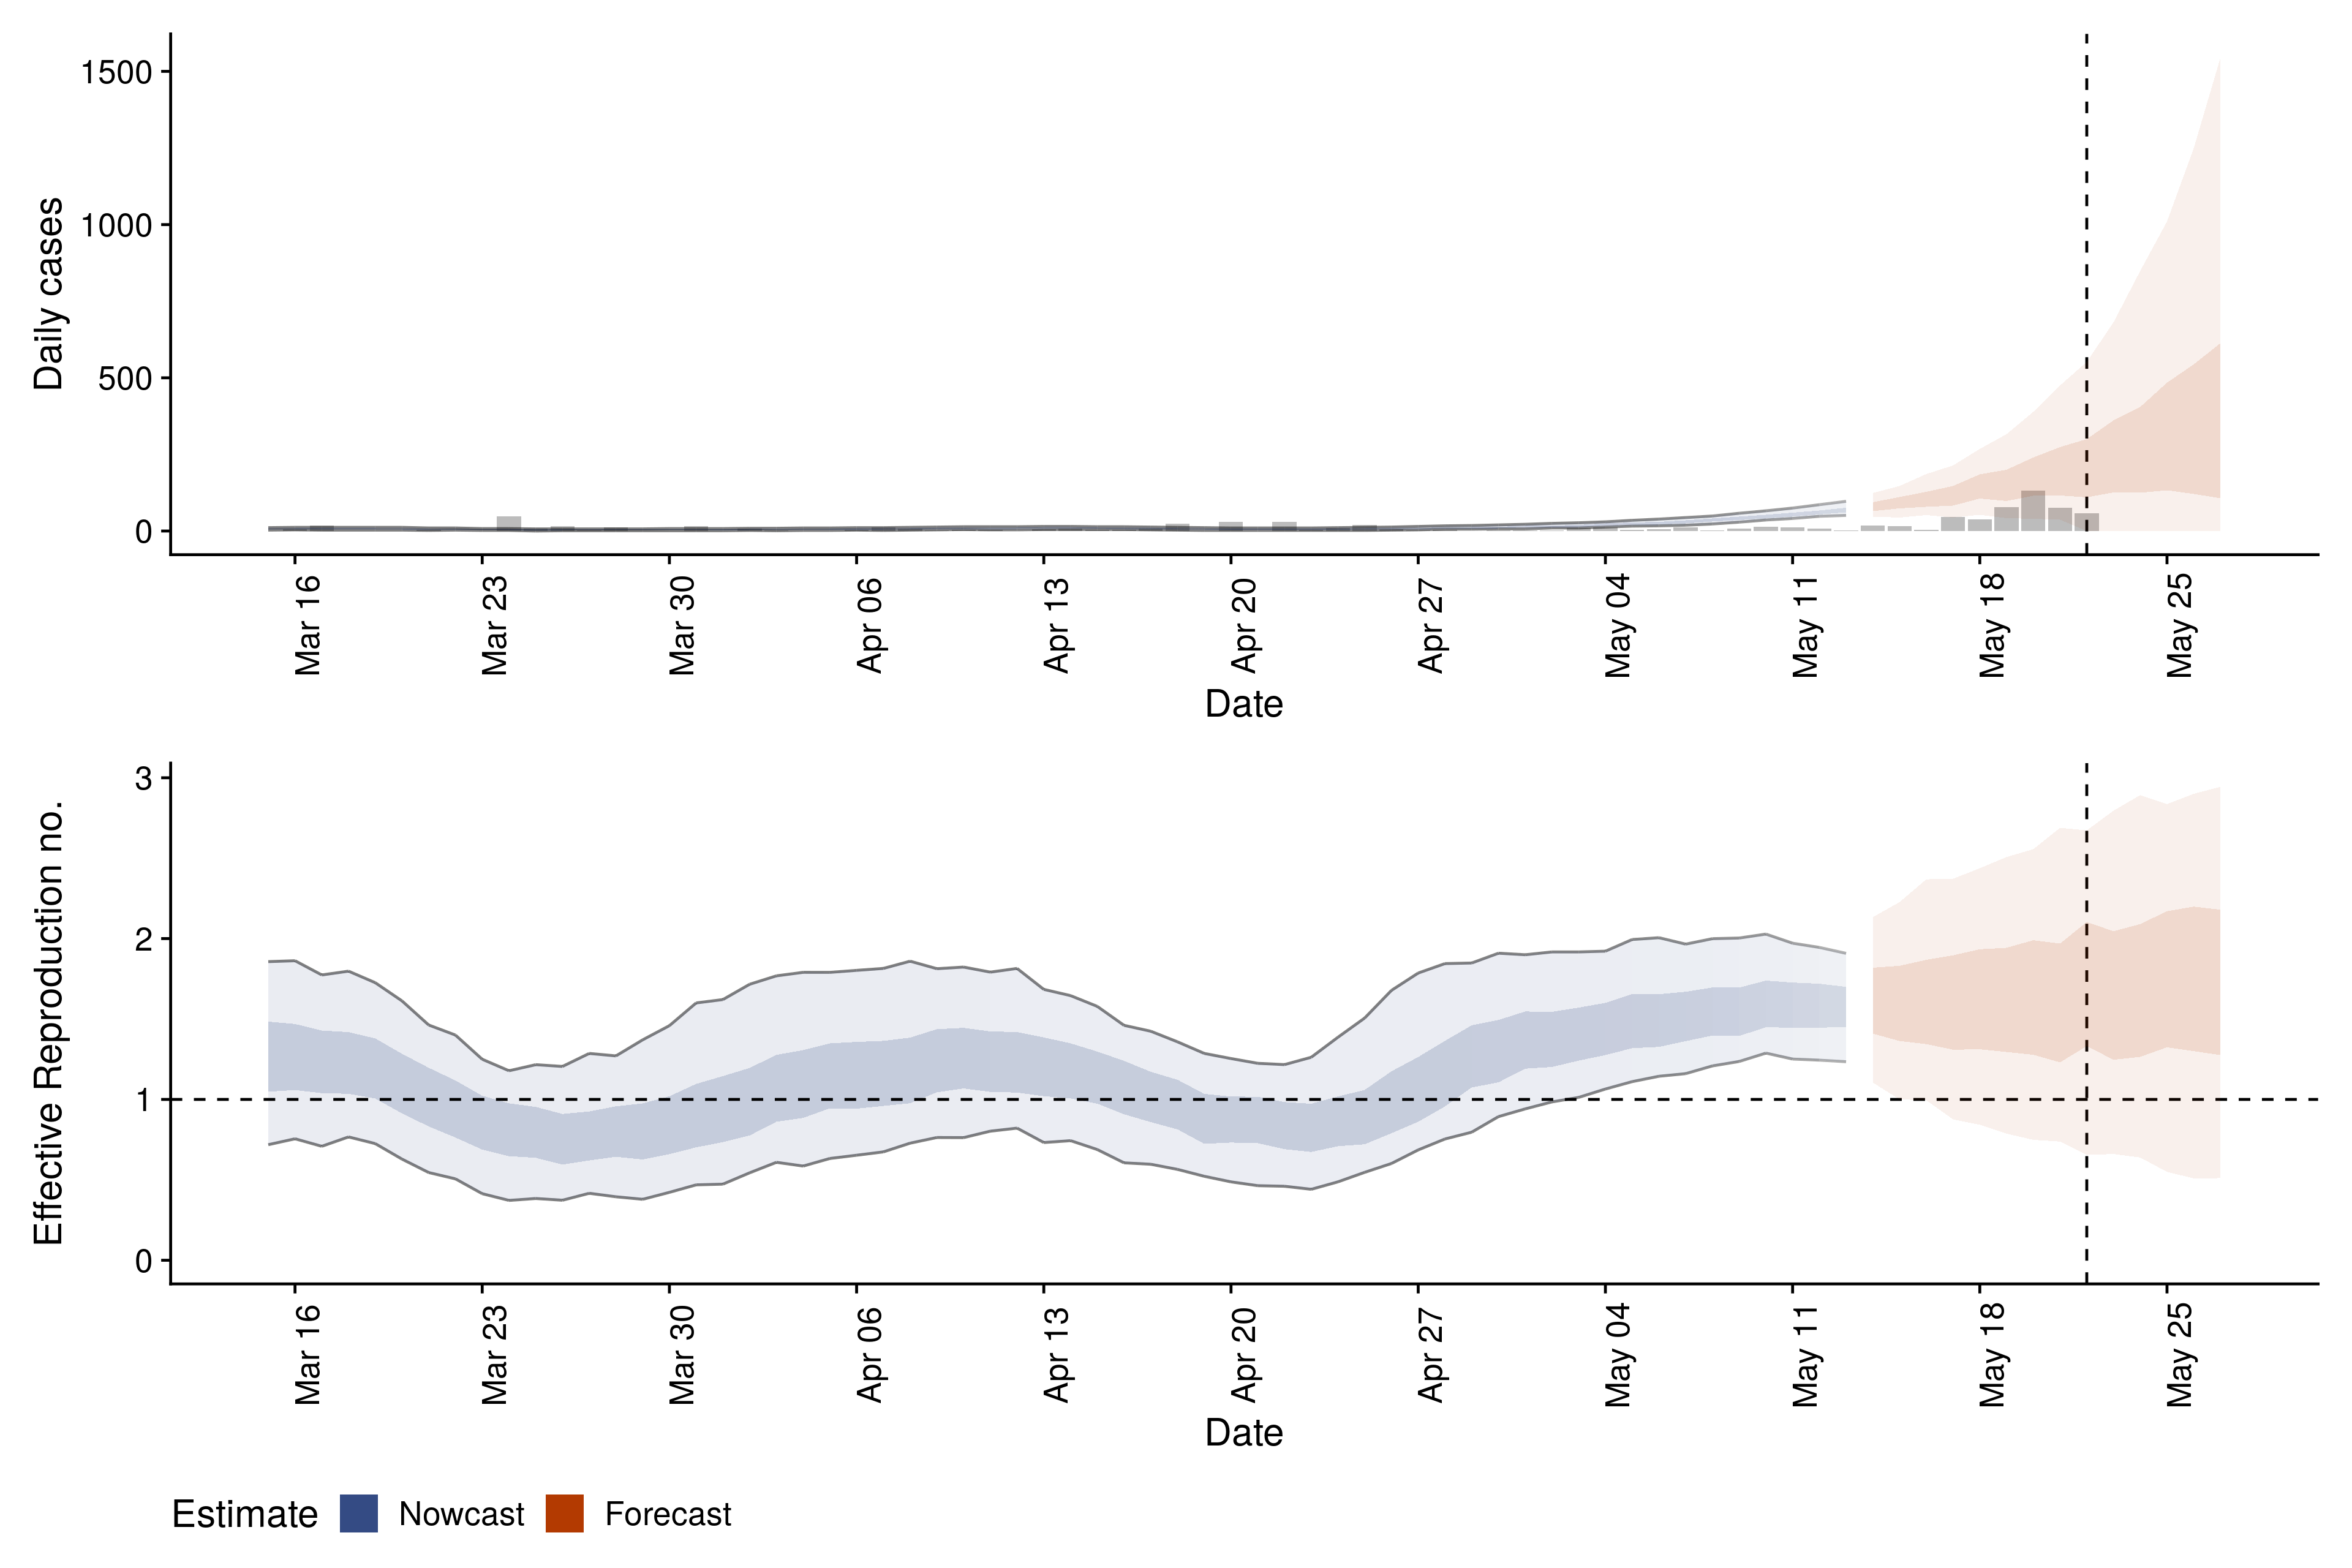 Daily cases
1500
1000
500
0
Mar 16
Mar 23
Mar 30
Apr 06
Apr 13
Apr 20
Apr 27
May 04
May 11
May 18
May 25
Date
Effective Reproduction no.
3
2
1
0
Mar 16
Mar 23
Mar 30
Apr 06
Apr 13
Apr 20
Apr 27
May 04
May 11
May 18
May 25
Date
Estimate Nowcast Forecast